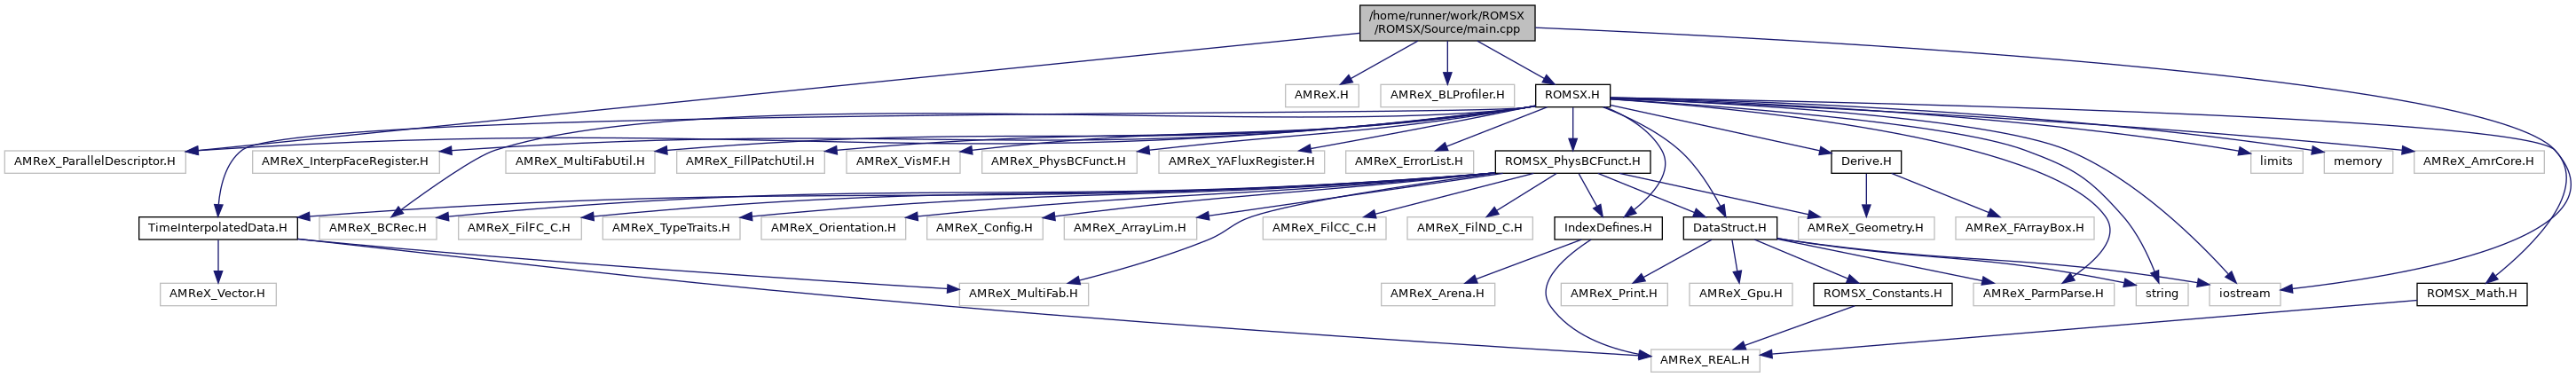 /home/runner/work/ROMSX
/ROMSX/Source/main.cpp
AMReX.H
AMReX_BLProfiler.H
ROMSX.H
AMReX_ParallelDescriptor.H
AMReX_InterpFaceRegister.H
AMReX_MultiFabUtil.H
AMReX_FillPatchUtil.H
AMReX_VisMF.H
AMReX_PhysBCFunct.H
AMReX_YAFluxRegister.H
AMReX_ErrorList.H
ROMSX_PhysBCFunct.H
Derive.H
limits
memory
AMReX_AmrCore.H
TimeInterpolatedData.H
AMReX_BCRec.H
AMReX_FilFC_C.H
AMReX_TypeTraits.H
AMReX_Orientation.H
AMReX_Config.H
AMReX_ArrayLim.H
AMReX_FilCC_C.H
AMReX_FilND_C.H
IndexDefines.H
DataStruct.H
AMReX_Geometry.H
AMReX_FArrayBox.H
AMReX_Vector.H
AMReX_MultiFab.H
AMReX_Arena.H
AMReX_Print.H
AMReX_Gpu.H
ROMSX_Constants.H
AMReX_ParmParse.H
string
iostream
ROMSX_Math.H
AMReX_REAL.H